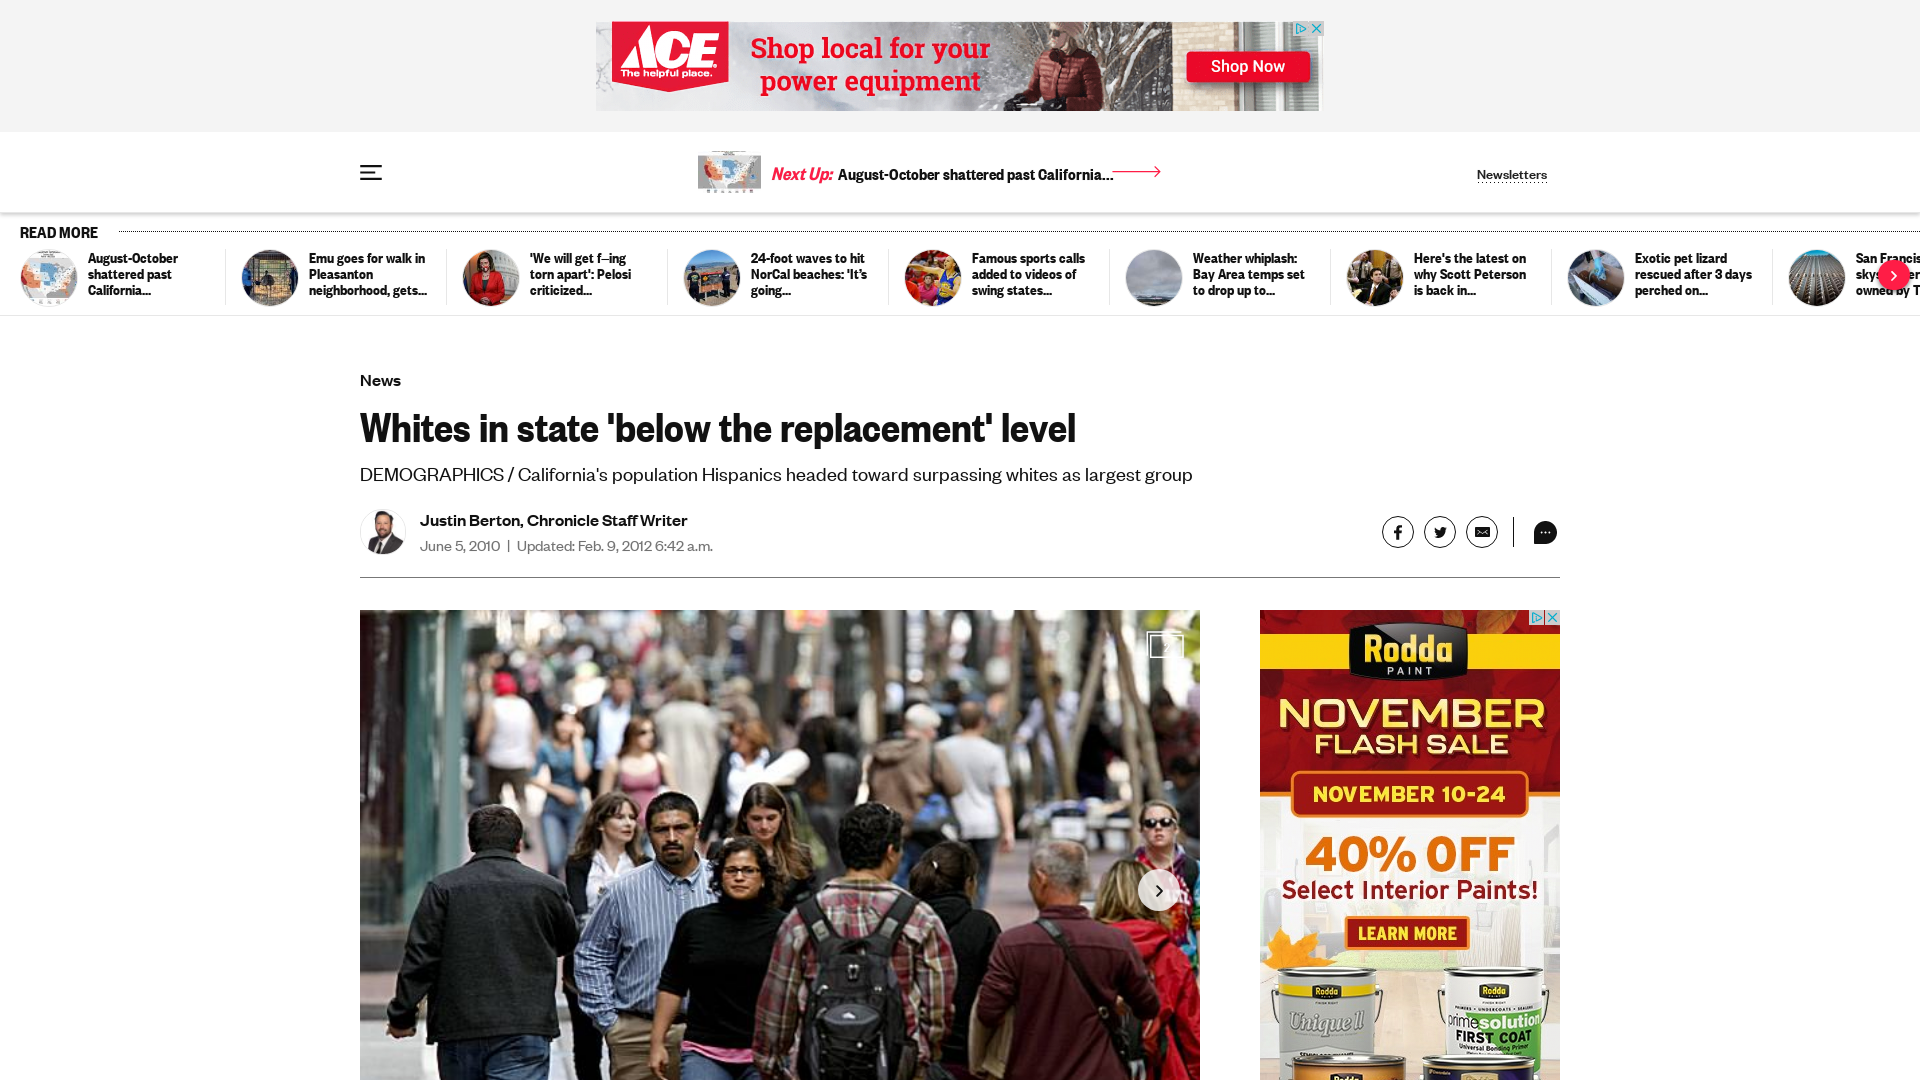 ACE
The helpful place.
Shop local for your
power equipment
Shop Now
Next Up: August-October shattered past California...
Newsletters
READ MORE
August-October
shattered past
California...
Emu goes for walk in
Pleasanton
neighborhood, gets...
'We will get f—ing
torn apart': Pelosi
criticized...
24-foot waves to hit
NorCal beaches: 'It's
going...
Famous sports calls
added to videos of
swing states...
Weather whiplash:
Bay Area temps set
to drop up to...
Here's the latest on
why Scott Peterson
is back in...
Exotic pet lizard
rescued after 3 days
perched on...
San Francis
owned by T
News
Whites in state 'below the replacement' level
DEMOGRAPHICS / California's population Hispanics headed toward surpassing whites as largest group
Justin Berton, Chronicle Staff Writer
June 5, 2010 | Updated: Feb. 9, 2012 6:42 a.m.
Rodda
PAINT
NOVEMBER
FLASH SALE
NOVEMBER 10-24
40% OFF
Select Interior Paints!
LEARN MORE
Rodda
PAINT
Unique II
Rodda
PAINT
PRIMERS • UNDERCOATS • SEALERS
prime solution
FIRST COAT
Universal Bonding Primer